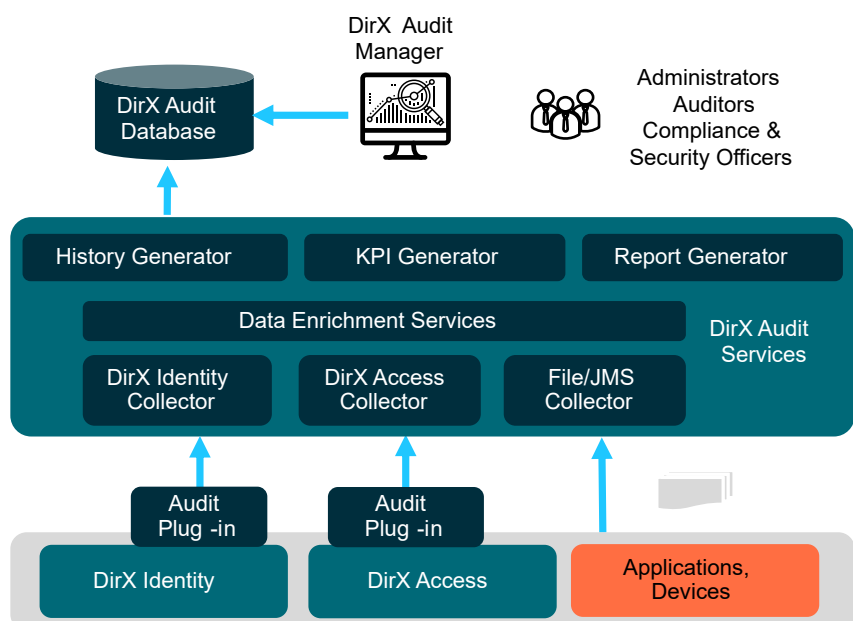 DirX Audit
Manager
DirX Audit
Database
Administrators
Auditors
Compliance &
Security Officers
History Generator
KPI Generator
Report Generator
Data Enrichment Services
DirX Audit
Services
DirX Identity
Collector
DirX Access
Collector
File/JMS
Collector
Audit
Plug -in
Audit
Plug -in
DirX Identity
DirX Access
Applications,
Devices